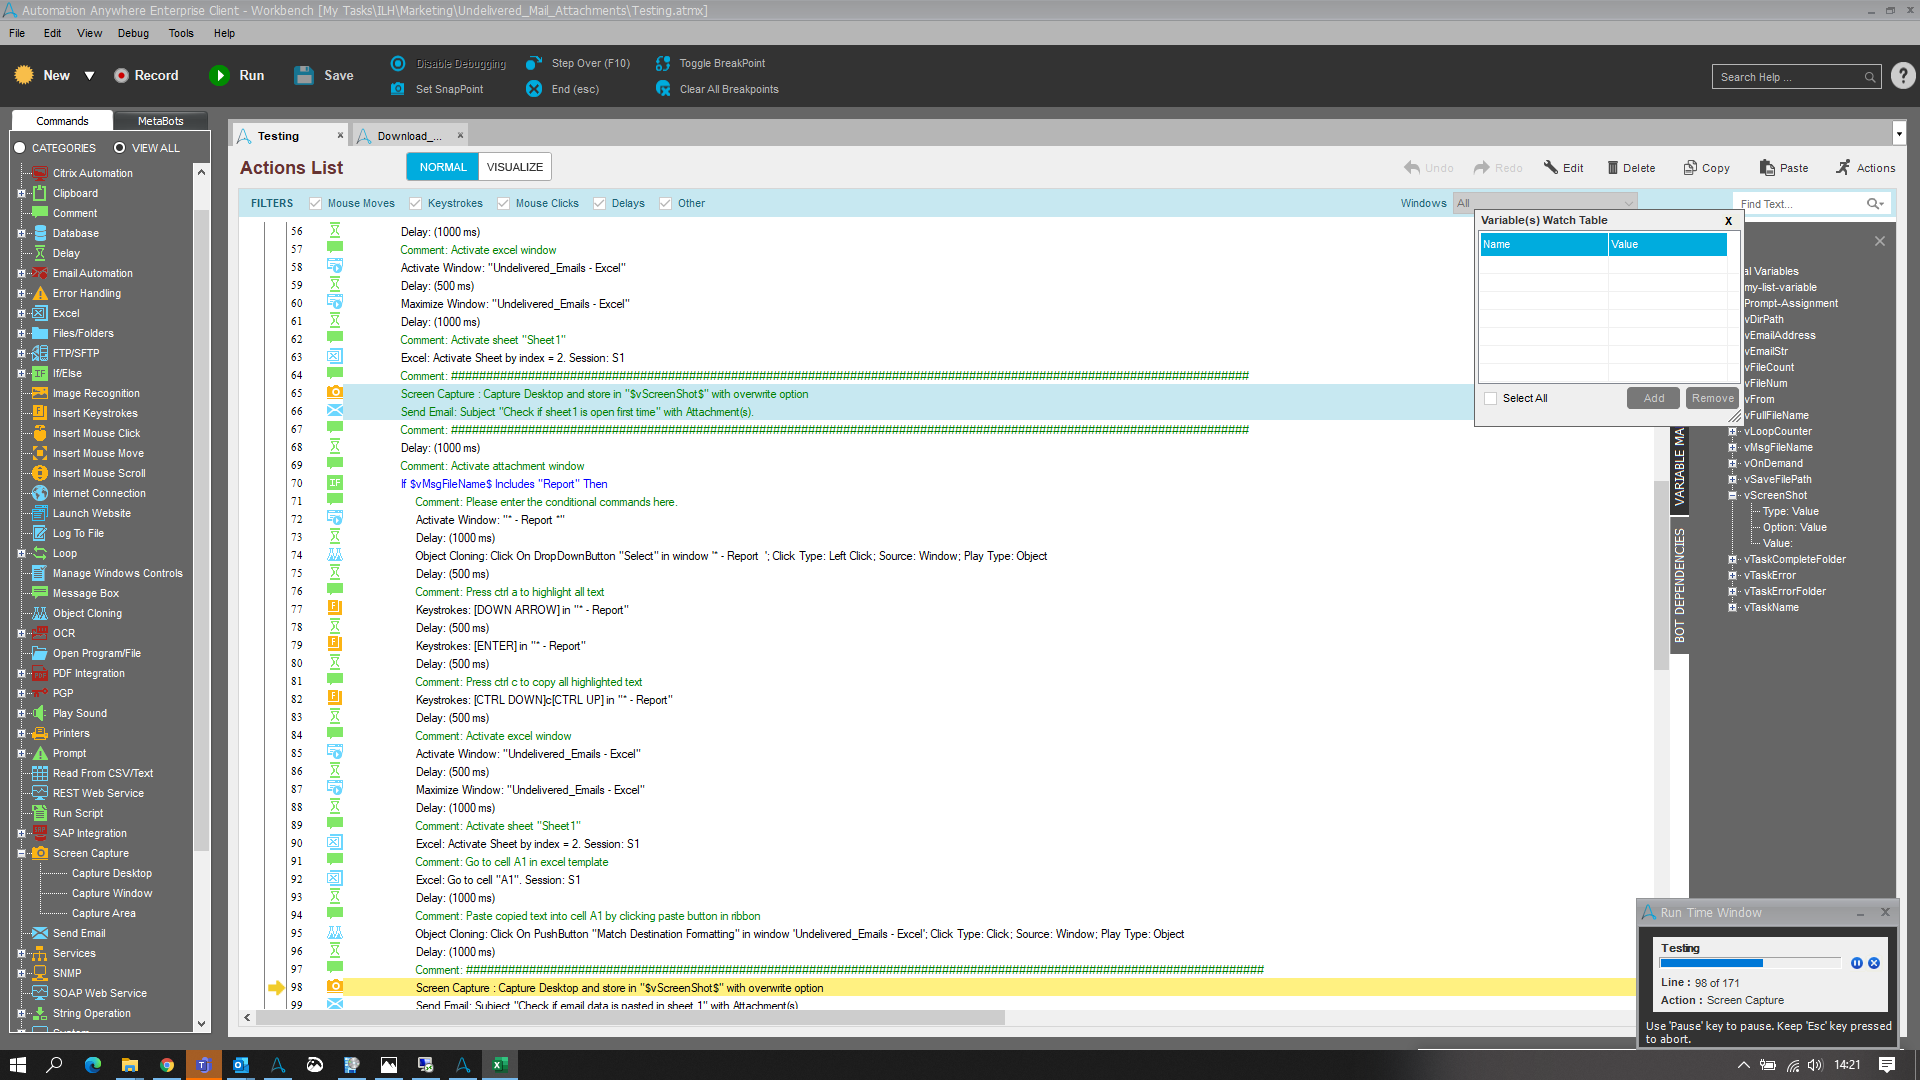 Automation Anywhere Enterprise Client - Workbench [My Tasks\ILH\Marketing\Undelivered_Mail_Attachments\Testing.atmx]
File Edit View Debug Tools Help
New Record Run Save
Disable Debugging Step Over (F10) Toggle BreakPoint
Set SnapPoint End (esc) Clear All Breakpoints
Search Help ... ?
Commands MetaBots
CATEGORIES VIEW ALL
Citrix Automation
Clipboard
Comment
Database
Delay
Email Automation
Error Handling
Excel
Files/Folders
FTP/SFTP
If/Else
Image Recognition
Insert Keystrokes
Insert Mouse Click
Insert Mouse Move
Insert Mouse Scroll
Internet Connection
Launch Website
Log To File
Loop
Manage Windows Controls
Message Box
Object Cloning
OCR
Open Program/File
PDF Integration
PGP
Play Sound
Printers
Prompt
Read From CSV/Text
REST Web Service
Run Script
SAP Integration
Screen Capture
Capture Desktop
Capture Window
Capture Area
Send Email
Services
SNMP
SOAP Web Service
String Operation
System
Testing x Download_... x
Actions List NORMAL VISUALIZE
Undo Redo Edit Delete Copy Paste Actions
FILTERS Mouse Moves Keystrokes Mouse Clicks Delays Other Windows All
Find Text...
56 Delay: (1000 ms)
57 Comment: Activate excel window
58 Activate Window: "Undelivered_Emails - Excel"
59 Delay: (500 ms)
60 Maximize Window: "Undelivered_Emails - Excel"
61 Delay: (1000 ms)
62 Comment: Activate sheet "Sheet1"
63 Excel: Activate Sheet by index = 2. Session: S1
64 Comment: ##################################################################################################################
65 Screen Capture : Capture Desktop and store in "$vScreenShot$" with overwrite option
66 Send Email: Subject "Check if sheet1 is open first time" with Attachment(s).
67 Comment: ##################################################################################################################
68 Delay: (1000 ms)
69 Comment: Activate attachment window
70 If $vMsgFileName$ Includes "Report" Then
71 Comment: Please enter the conditional commands here.
72 Activate Window: "* - Report *"
73 Delay: (1000 ms)
74 Object Cloning: Click On DropDownButton "Select" in window '* - Report  '; Click Type: Left Click; Source: Window; Play Type: Object
75 Delay: (500 ms)
76 Comment: Press ctrl a to highlight all text
77 Keystrokes: [DOWN ARROW] in "* - Report"
78 Delay: (500 ms)
79 Keystrokes: [ENTER] in "* - Report"
80 Delay: (500 ms)
81 Comment: Press ctrl c to copy all highlighted text
82 Keystrokes: [CTRL DOWN]c[CTRL UP] in "* - Report"
83 Delay: (500 ms)
84 Comment: Activate excel window
85 Activate Window: "Undelivered_Emails - Excel"
86 Delay: (500 ms)
87 Maximize Window: "Undelivered_Emails - Excel"
88 Delay: (1000 ms)
89 Comment: Activate sheet "Sheet1"
90 Excel: Activate Sheet by index = 2. Session: S1
91 Comment: Go to cell A1 in excel template
92 Excel: Go to cell "A1". Session: S1
93 Delay: (1000 ms)
94 Comment: Paste copied text into cell A1 by clicking paste button in ribbon
95 Object Cloning: Click On PushButton "Match Destination Formatting" in window 'Undelivered_Emails - Excel'; Click Type: Click; Source: Window; Play Type: Object
96 Delay: (1000 ms)
97 Comment: ##################################################################################################################
98 Screen Capture : Capture Desktop and store in "$vScreenShot$" with overwrite option
99 Send Email: Subject "Check if email data is pasted in sheet 1" with Attachment(s)
Variable(s) Watch Table X
Name Value
Select All Add Remove
VARIABLE MA
BOT DEPENDENCIES
al Variables
my-list-variable
Prompt-Assignment
vDirPath
vEmailAddress
vEmailStr
vFileCount
vFileNum
vFrom
vFullFileName
vLoopCounter
vMsgFileName
vOnDemand
vSaveFilePath
vScreenShot
Type: Value
Option: Value
Value:
vTaskCompleteFolder
vTaskError
vTaskErrorFolder
vTaskName
Run Time Window
Testing
Line : 98 of 171
Action : Screen Capture
Use 'Pause' key to pause. Keep 'Esc' key pressed
to abort.
14:21